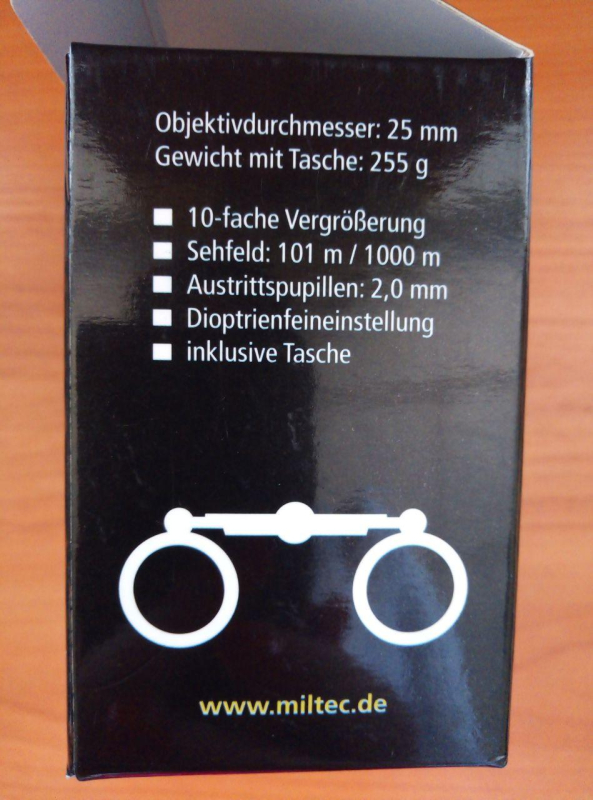 Objektivdurchmesser: 25 mm
Gewicht mit Tasche: 255 g
10-fache Vergrößerung
Sehfeld: 101 m / 1000 m
Austrittspupillen: 2,0 mm
Dioptrienfeineinstellung
inklusive Tasche
www.miltec.de